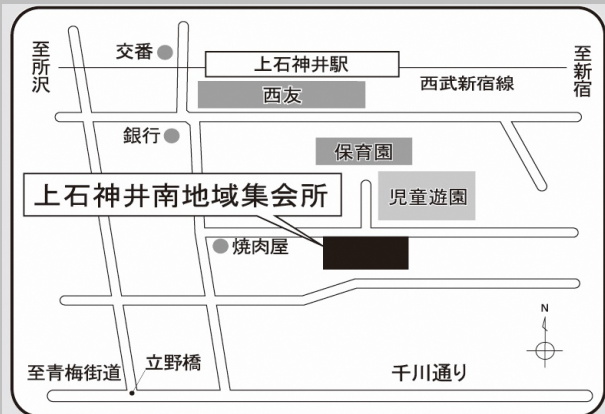 至所沢
交番
上石神井駅
至新宿
西友
西武新宿線
銀行
保育園
上石神井南地域集会所
児童遊園
焼肉屋
N
至青梅街道
立野橋
千川通り